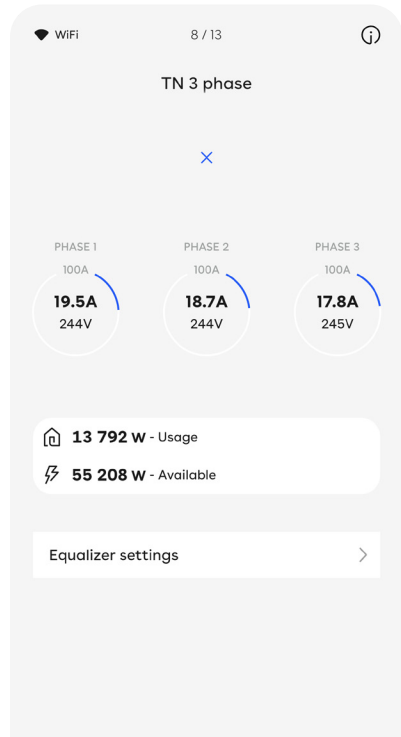 WiFi 8 / 13
TN 3 phase
PHASE 1 PHASE 2 PHASE 3
100A 100A 100A
19.5A 18.7A 17.8A
244V 244V 245V
13 792 W - Usage
55 208 W - Available
Equalizer settings